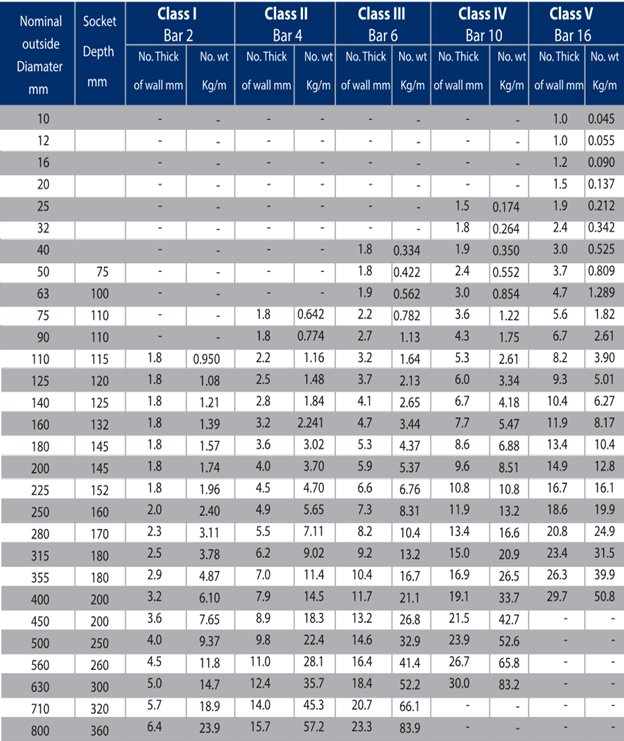 Nominal outside Diamater mm | Socket Depth mm | Class I Bar 2 | Class II Bar 4 | Class III Bar 6 | Class IV Bar 10 | Class V Bar 16
No. Thick of wall mm | No. wt Kg/m | No. Thick of wall mm | No. wt Kg/m | No. Thick of wall mm | No. wt Kg/m | No. Thick of wall mm | No. wt Kg/m | No. Thick of wall mm | No. wt Kg/m
10 - - - - - - - - 1.0 0.045
12 - - - - - - - - 1.0 0.055
16 - - - - - - - - 1.2 0.090
20 - - - - - - - - 1.5 0.137
25 - - - - - - 1.5 0.174 1.9 0.212
32 - - - - - - 1.8 0.264 2.4 0.342
40 - - - - 1.8 0.334 1.9 0.350 3.0 0.525
50 75 - - - - 1.8 0.422 2.4 0.552 3.7 0.809
63 100 - - - - 1.9 0.562 3.0 0.854 4.7 1.289
75 110 - - 1.8 0.642 2.2 0.782 3.6 1.22 5.6 1.82
90 110 - - 1.8 0.774 2.7 1.13 4.3 1.75 6.7 2.61
110 115 1.8 0.950 2.2 1.16 3.2 1.64 5.3 2.61 8.2 3.90
125 120 1.8 1.08 2.5 1.48 3.7 2.13 6.0 3.34 9.3 5.01
140 125 1.8 1.21 2.8 1.84 4.1 2.65 6.7 4.18 10.4 6.27
160 132 1.8 1.39 3.2 2.241 4.7 3.44 7.7 5.47 11.9 8.17
180 145 1.8 1.57 3.6 3.02 5.3 4.37 8.6 6.88 13.4 10.4
200 145 1.8 1.74 4.0 3.70 5.9 5.37 9.6 8.51 14.9 12.8
225 152 1.8 1.96 4.5 4.70 6.6 6.76 10.8 10.8 16.7 16.1
250 160 2.0 2.40 4.9 5.65 7.3 8.31 11.9 13.2 18.6 19.9
280 170 2.3 3.11 5.5 7.11 8.2 10.4 13.4 16.6 20.8 24.9
315 180 2.5 3.78 6.2 9.02 9.2 13.2 15.0 20.9 23.4 31.5
355 180 2.9 4.87 7.0 11.4 10.4 16.7 16.9 26.5 26.3 39.9
400 200 3.2 6.10 7.9 14.5 11.7 21.1 19.1 33.7 29.7 50.8
450 200 3.6 7.65 8.9 18.3 13.2 26.8 21.5 42.7 - -
500 250 4.0 9.37 9.8 22.4 14.6 32.9 23.9 52.6 - -
560 260 4.5 11.8 11.0 28.1 16.4 41.4 26.7 65.8 - -
630 300 5.0 14.7 12.4 35.7 18.4 52.2 30.0 83.2 - -
710 320 5.7 18.9 14.0 45.3 20.7 66.1 - - - -
800 360 6.4 23.9 15.7 57.2 23.3 83.9 - - - -